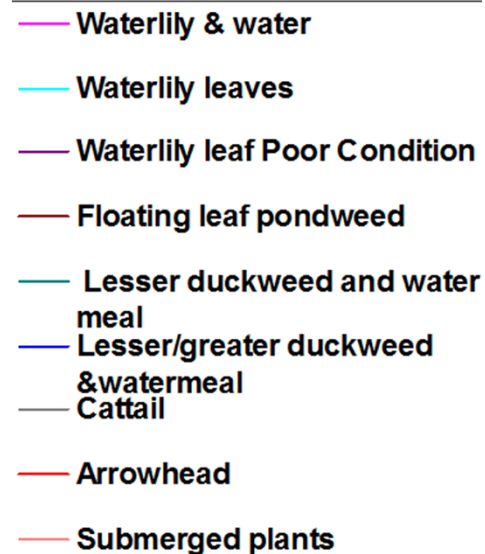 Waterlily & water
Waterlily leaves
Waterlily leaf Poor Condition
Floating leaf pondweed
Lesser duckweed and water
meal
Lesser/greater duckweed
&watermeal
Cattail
Arrowhead
Submerged plants